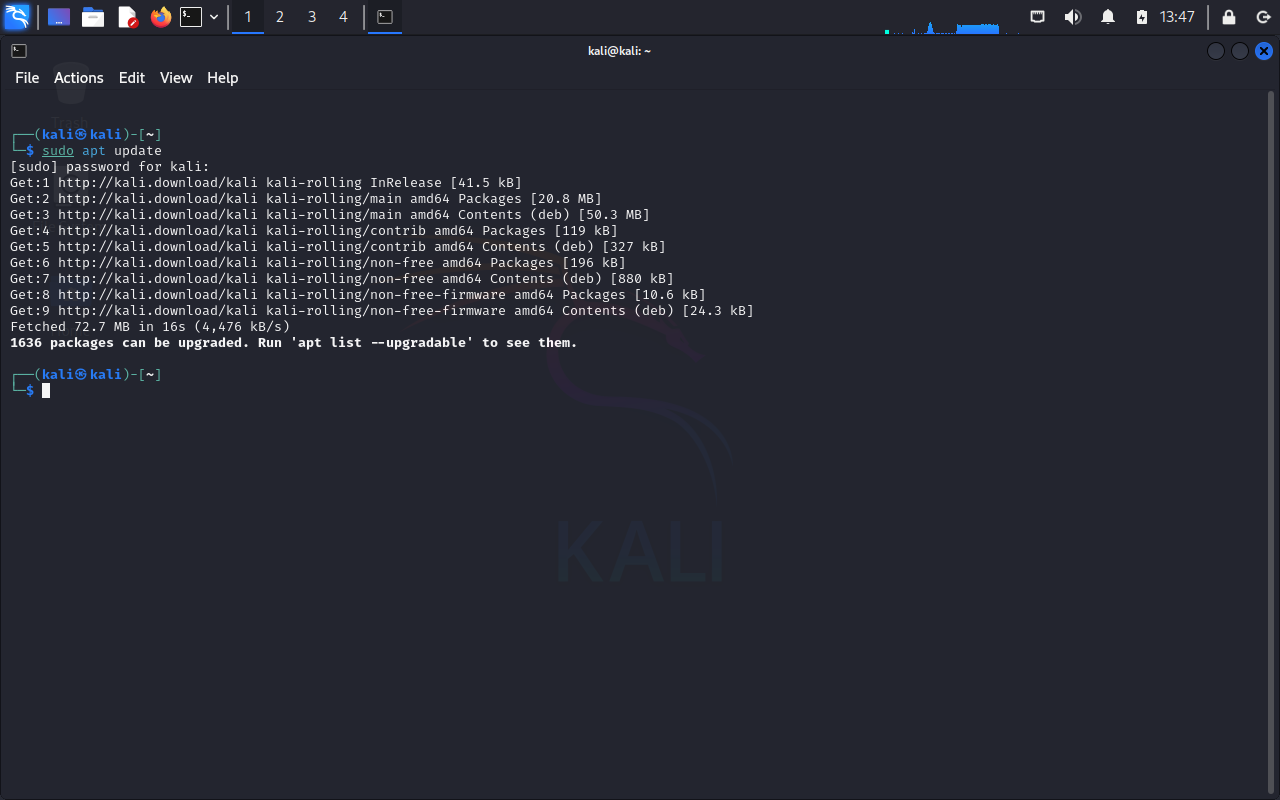 1 2 3 4 13:47
kali@kali: ~
File Actions Edit View Help
Trash
┌──(kali㉿kali)-[~]
└─$ sudo apt update
[sudo] password for kali:
Get:1 http://kali.download/kali kali-rolling InRelease [41.5 kB]
Get:2 http://kali.download/kali kali-rolling/main amd64 Packages [20.8 MB]
Get:3 http://kali.download/kali kali-rolling/main amd64 Contents (deb) [50.3 MB]
Get:4 http://kali.download/kali kali-rolling/contrib amd64 Packages [119 kB]
Get:5 http://kali.download/kali kali-rolling/contrib amd64 Contents (deb) [327 kB]
Get:6 http://kali.download/kali kali-rolling/non-free amd64 Packages [196 kB]
Get:7 http://kali.download/kali kali-rolling/non-free amd64 Contents (deb) [880 kB]
Get:8 http://kali.download/kali kali-rolling/non-free-firmware amd64 Packages [10.6 kB]
Get:9 http://kali.download/kali kali-rolling/non-free-firmware amd64 Contents (deb) [24.3 kB]
Fetched 72.7 MB in 16s (4,476 kB/s)
1636 packages can be upgraded. Run 'apt list --upgradable' to see them.
┌──(kali㉿kali)-[~]
└─$
KALI